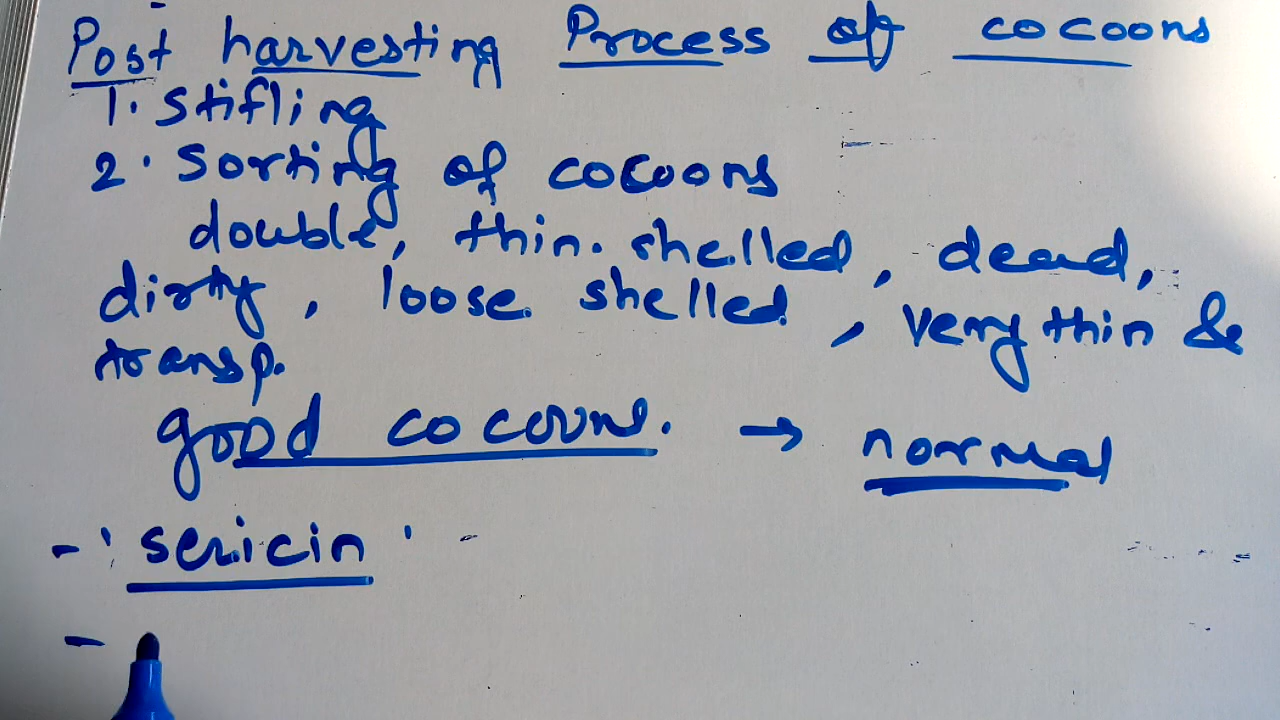 Post harvesting Process of cocoons
1. Stifling
2. Sorting of cocoons
double, thin shelled, dead,
dirty, loose shelled, very thin &
transp.
good cocoons. → normal
- 'sericin'
-